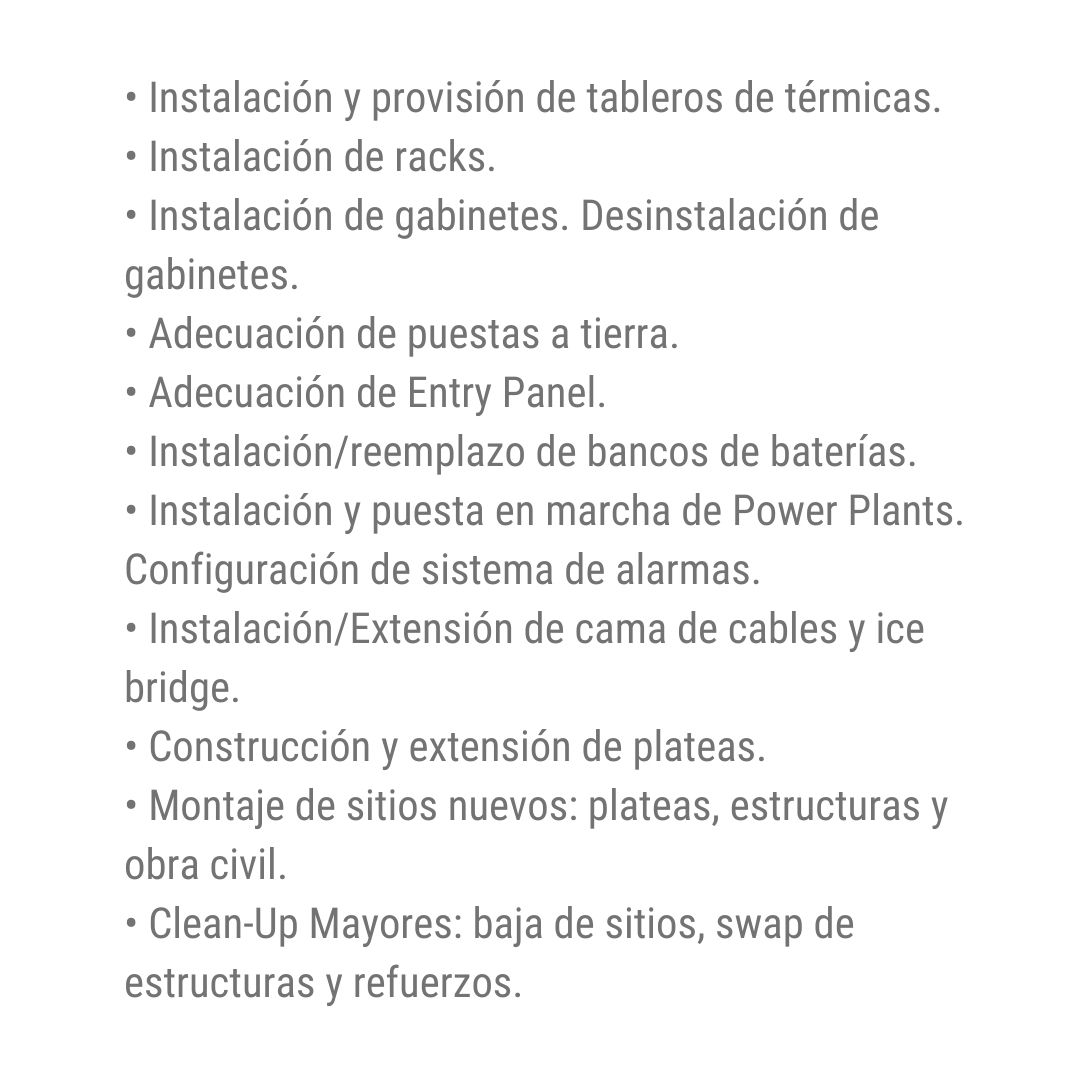 • Instalación y provisión de tableros de térmicas.
• Instalación de racks.
• Instalación de gabinetes. Desinstalación de
gabinetes.
• Adecuación de puestas a tierra.
• Adecuación de Entry Panel.
• Instalación/reemplazo de bancos de baterías.
• Instalación y puesta en marcha de Power Plants.
Configuración de sistema de alarmas.
• Instalación/Extensión de cama de cables y ice
bridge.
• Construcción y extensión de plateas.
• Montaje de sitios nuevos: plateas, estructuras y
obra civil.
• Clean-Up Mayores: baja de sitios, swap de
estructuras y refuerzos.